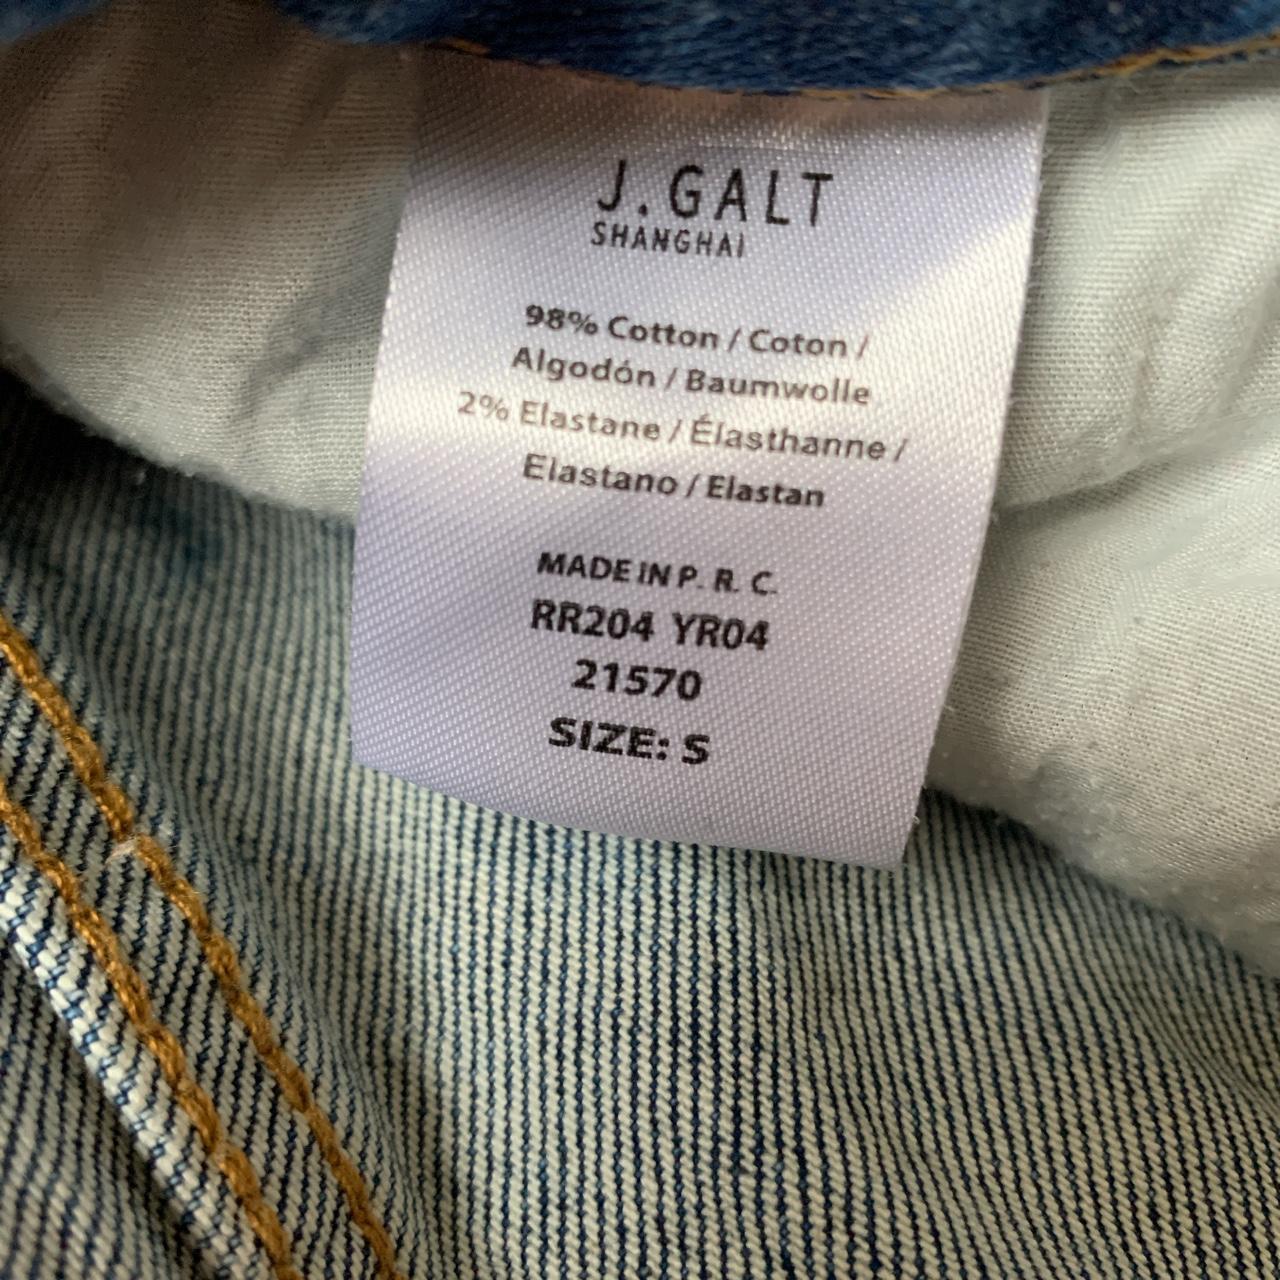 J.GALT
SHANGHAI
98% Cotton / Coton /
Algodón / Baumwolle
2% Elastane / Élasthanne /
Elastano / Elastan
MADE IN P. R. C.
RR204 YR04
21570
SIZE: S